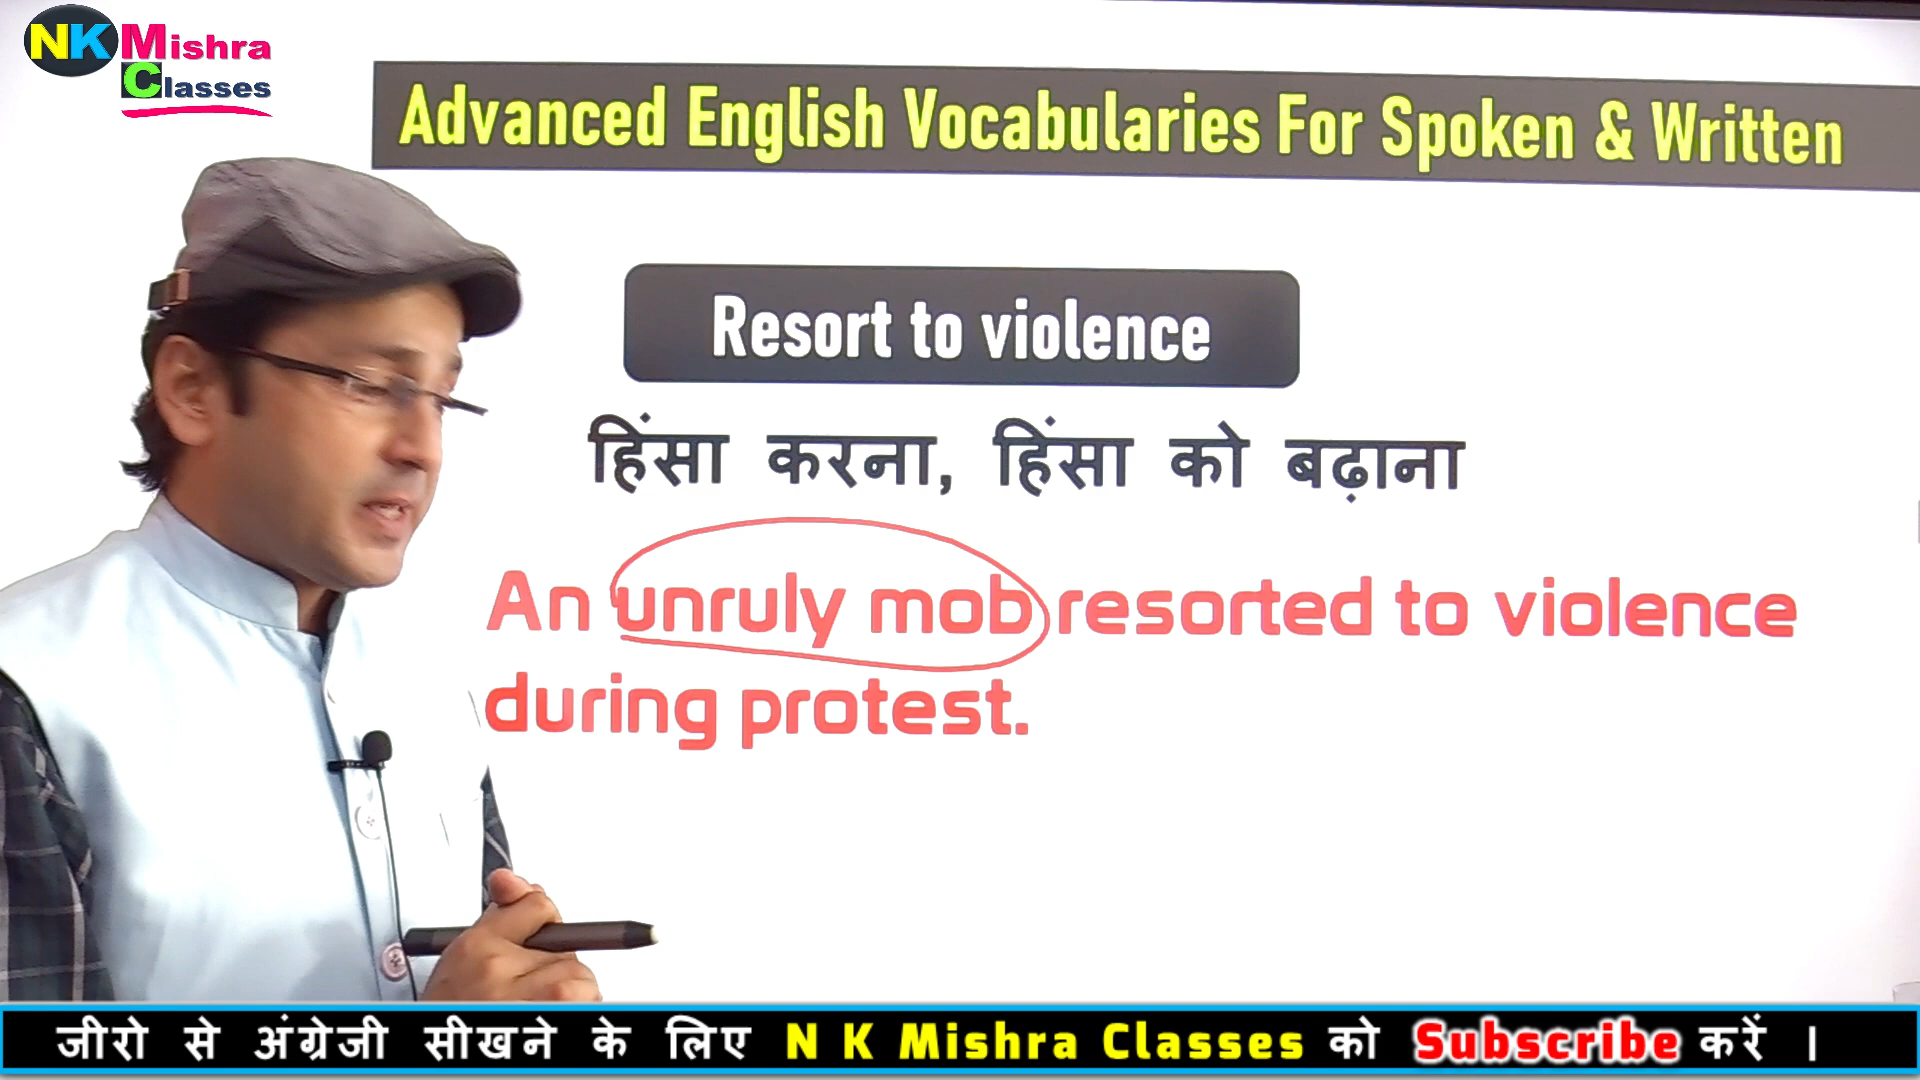 NK Mishra
Classes
Advanced English Vocabularies For Spoken & Written
Resort to violence
हिंसा करना, हिंसा को बढ़ाना
An unruly mob resorted to violence
during protest.
जीरो से अंग्रेजी सीखने के लिए N K Mishra Classes को Subscribe करें ।